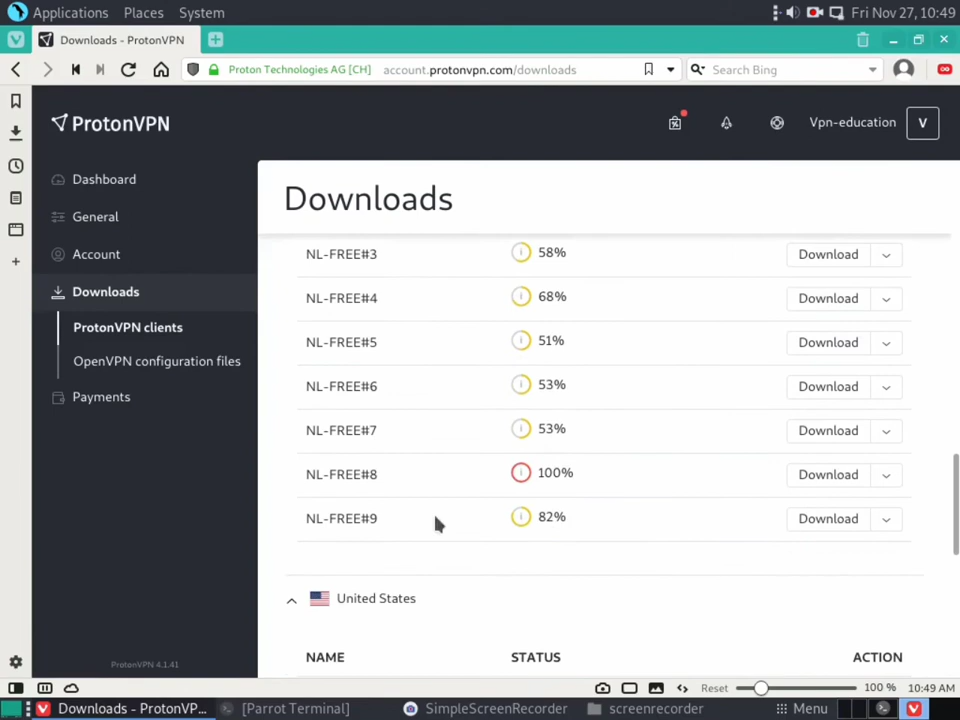 Applications Places System Fri Nov 27, 10:49
Downloads - ProtonVPN
Proton Technologies AG [CH] account.protonvpn.com/downloads Search Bing
ProtonVPN Vpn-education V
Dashboard
General
Account
Downloads
ProtonVPN clients
OpenVPN configuration files
Payments
ProtonVPN 4.1.41
Downloads
NL-FREE#3 58% Download
NL-FREE#4 68% Download
NL-FREE#5 51% Download
NL-FREE#6 53% Download
NL-FREE#7 53% Download
NL-FREE#8 100% Download
NL-FREE#9 82% Download
United States
NAME STATUS ACTION
Reset 100 % 10:49 AM
Downloads - ProtonVP... [Parrot Terminal] SimpleScreenRecorder screenrecorder Menu